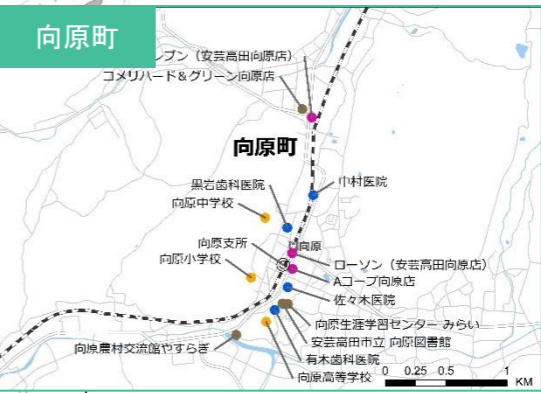 向原町
ブン（安芸高田向原店）
コメリハード＆グリーン向原店
向原町
中村医院
黒岩歯科医院
向原中学校
向原支所
向原
向原小学校
ローソン（安芸高田向原店）
Aコープ向原店
佐々木医院
向原生涯学習センター みらい
安芸高田市立 向原図書館
向原農村交流館やすらぎ
有木歯科医院
向原高等学校
0 0.25 0.5 1
KM